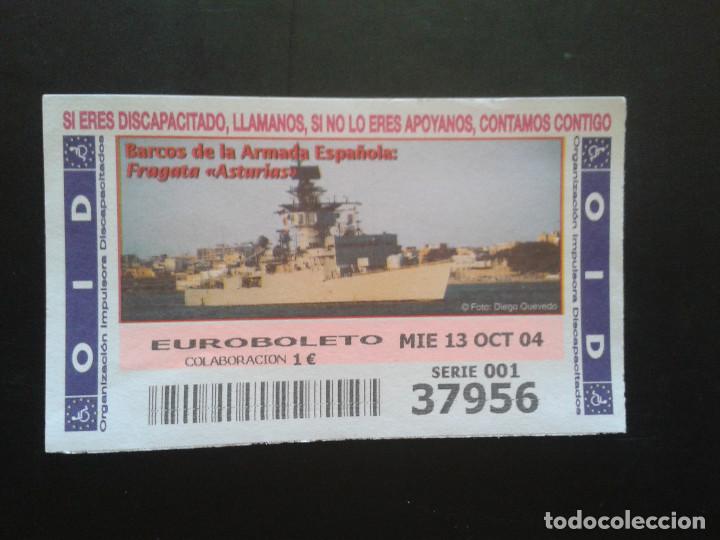 SI ERES DISCAPACITADO, LLAMANOS, SI NO LO ERES APOYANOS, CONTAMOS CONTIGO
OID
Organización Impulsora Discapacitados
Barcos de la Armada Española:
Fragata «Asturias»
© Foto: Diego Quevedo
OID
Organización Impulsora Discapacitados
EUROBOLETO MIE 13 OCT 04
COLABORACION 1 €
SERIE 001
37956
todocoleccion
todocoleccion.net